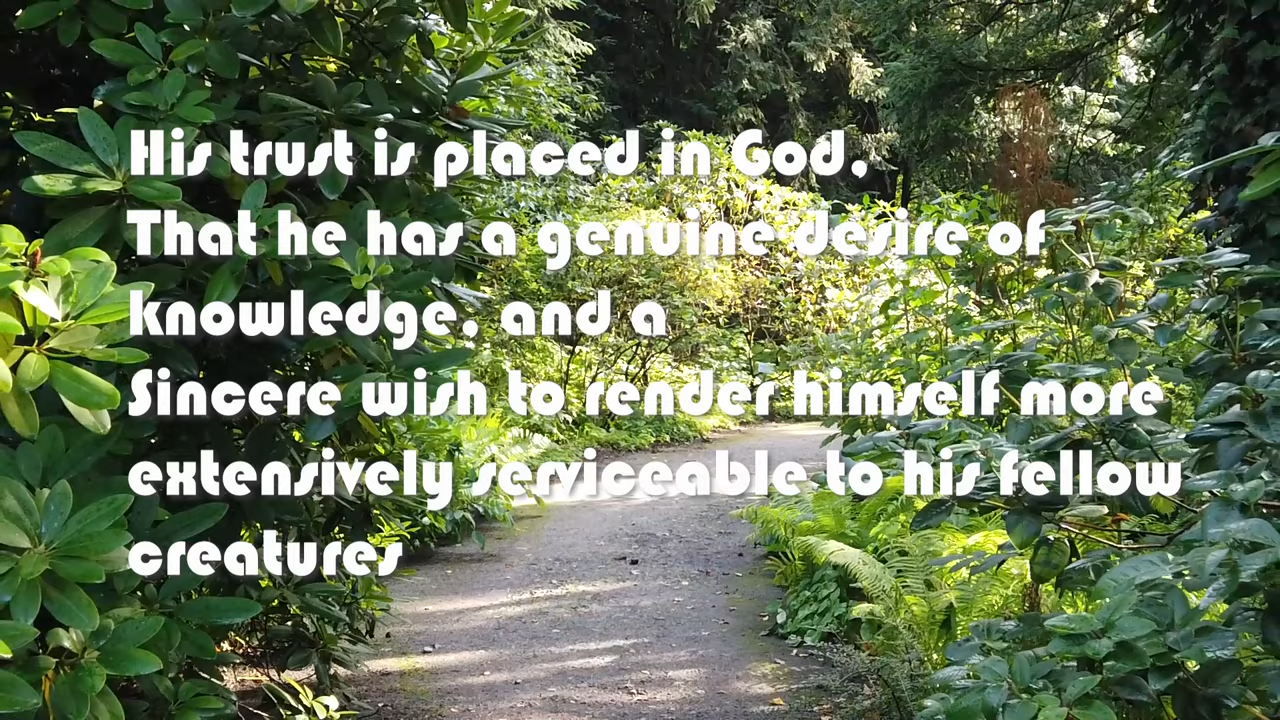 His trust is placed in God,
That he has a genuine desire of
knowledge, and a
Sincere wish to render himself more
extensively serviceable to his fellow
creatures